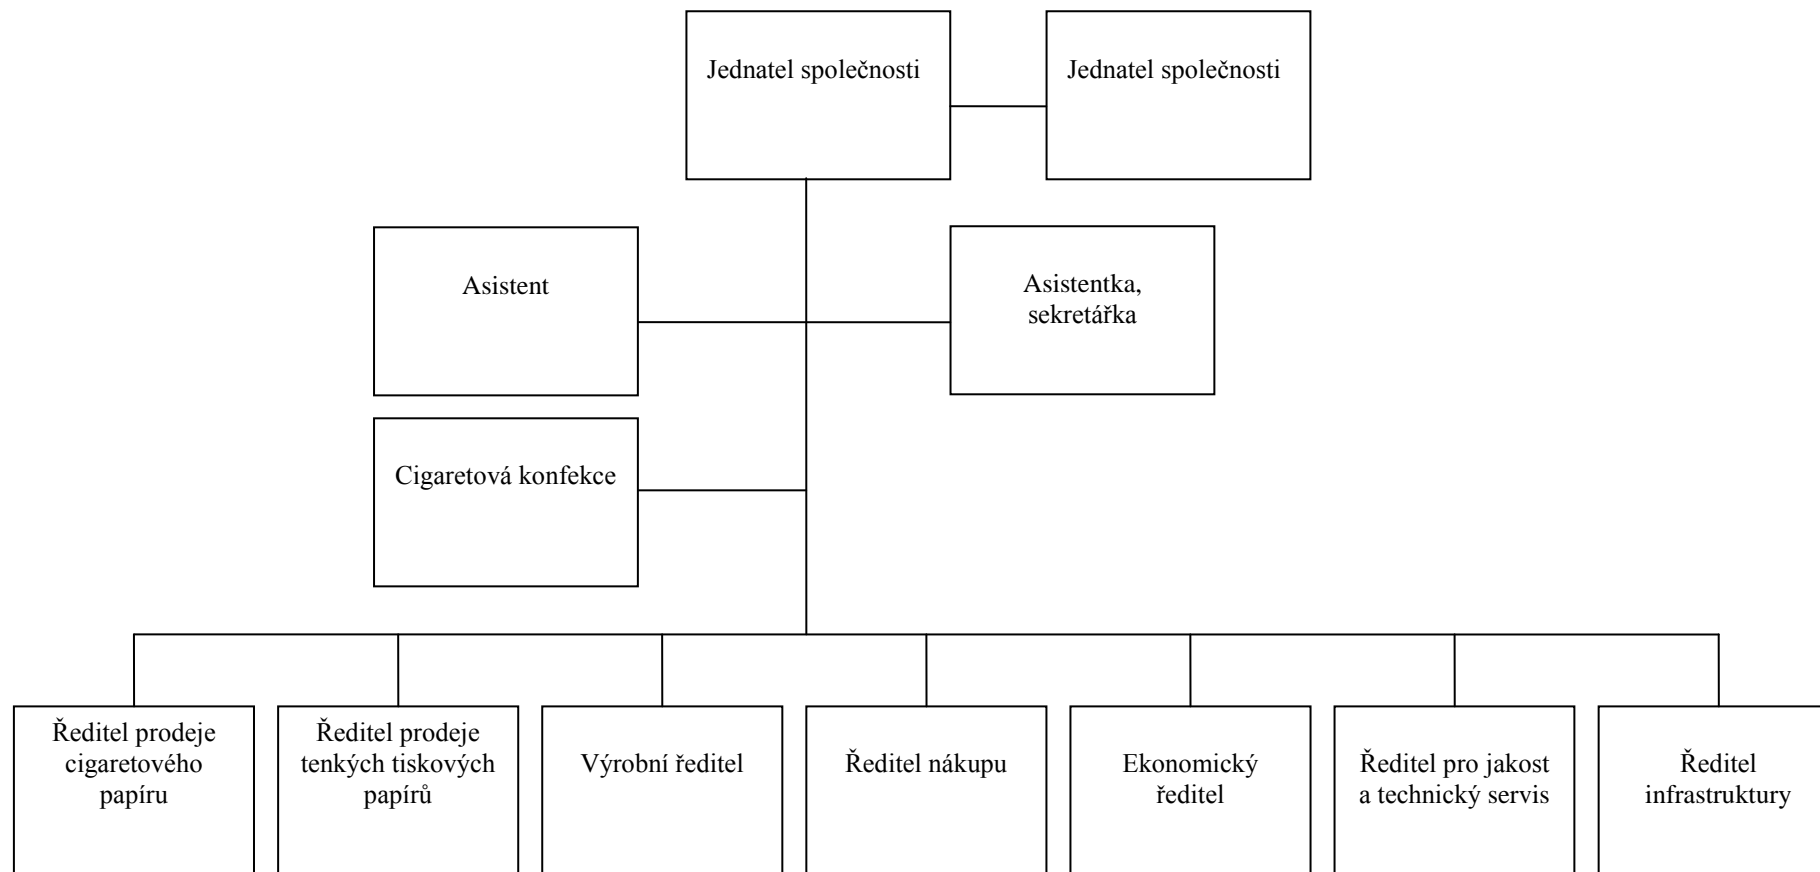 Jednatel společnosti
Jednatel společnosti
Asistent
Asistentka,
sekretářka
Cigaretová konfekce
Ředitel prodeje
cigaretového
papíru
Ředitel prodeje
tenkých tiskových
papírů
Výrobní ředitel
Ředitel nákupu
Ekonomický
ředitel
Ředitel pro jakost
a technický servis
Ředitel
infrastruktury